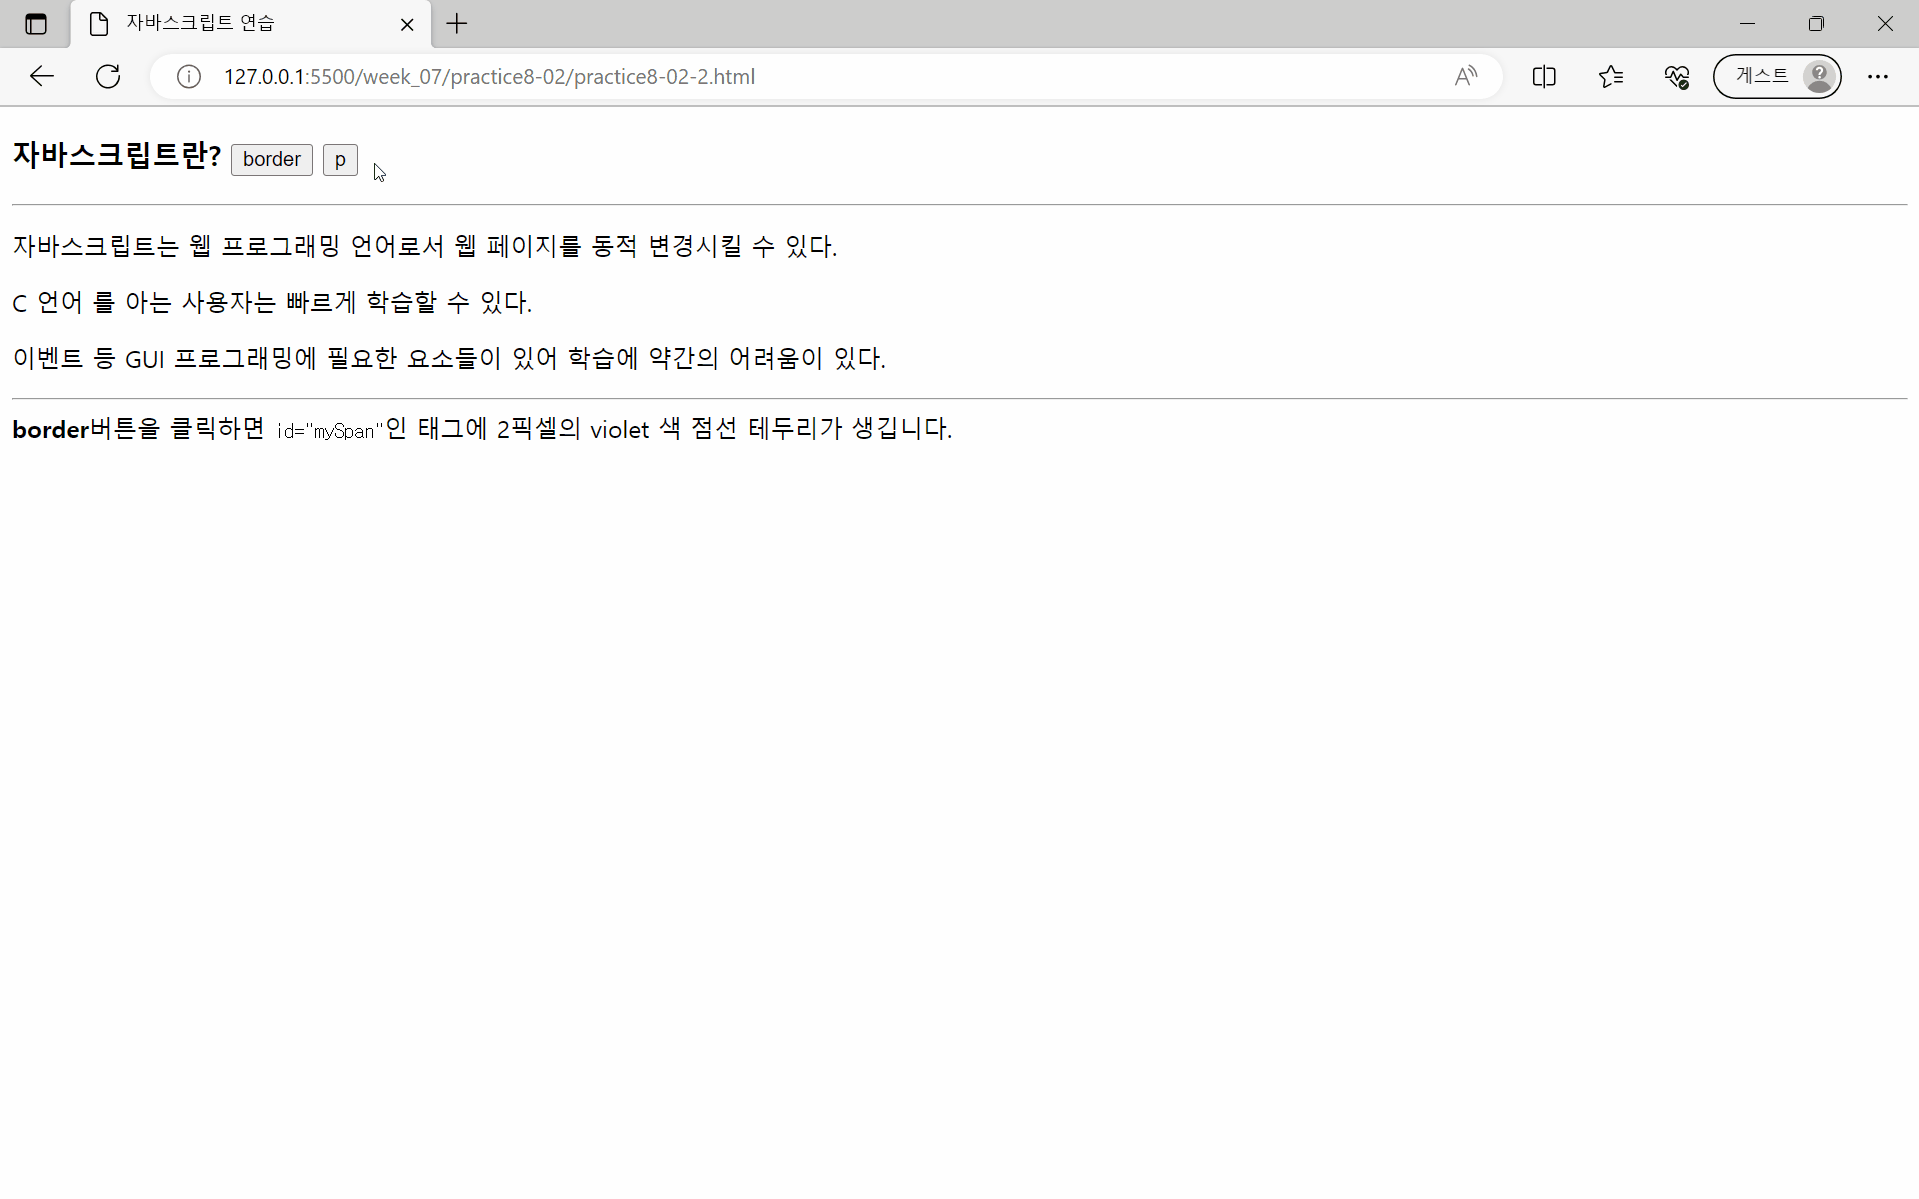 자바스크립트 연습
127.0.0.1:5500/week_07/practice8-02/practice8-02-2.html
게스트
자바스크립트란? border p
자바스크립트는 웹 프로그래밍 언어로서 웹 페이지를 동적 변경시킬 수 있다.
C 언어 를 아는 사용자는 빠르게 학습할 수 있다.
이벤트 등 GUI 프로그래밍에 필요한 요소들이 있어 학습에 약간의 어려움이 있다.
border버튼을 클릭하면 id="mySpan"인 태그에 2픽셀의 violet 색 점선 테두리가 생깁니다.